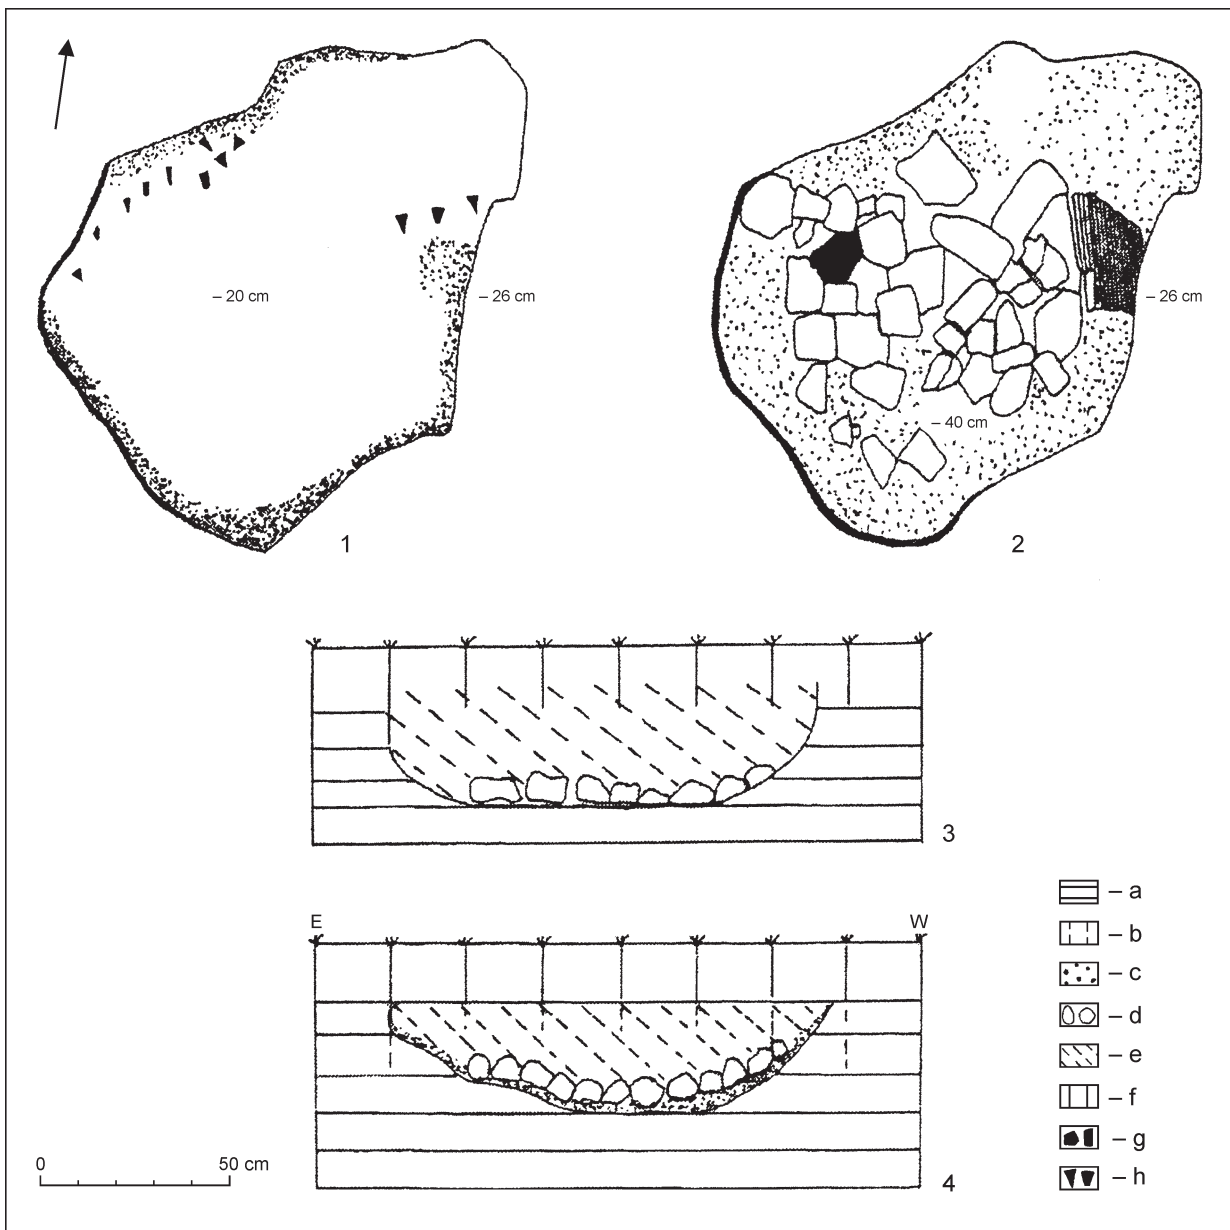 – 20 cm
– 26 cm
1
– 26 cm
– 40 cm
2
3
E W
4
0 50 cm
– a
– b
– c
– d
– e
– f
– g
– h